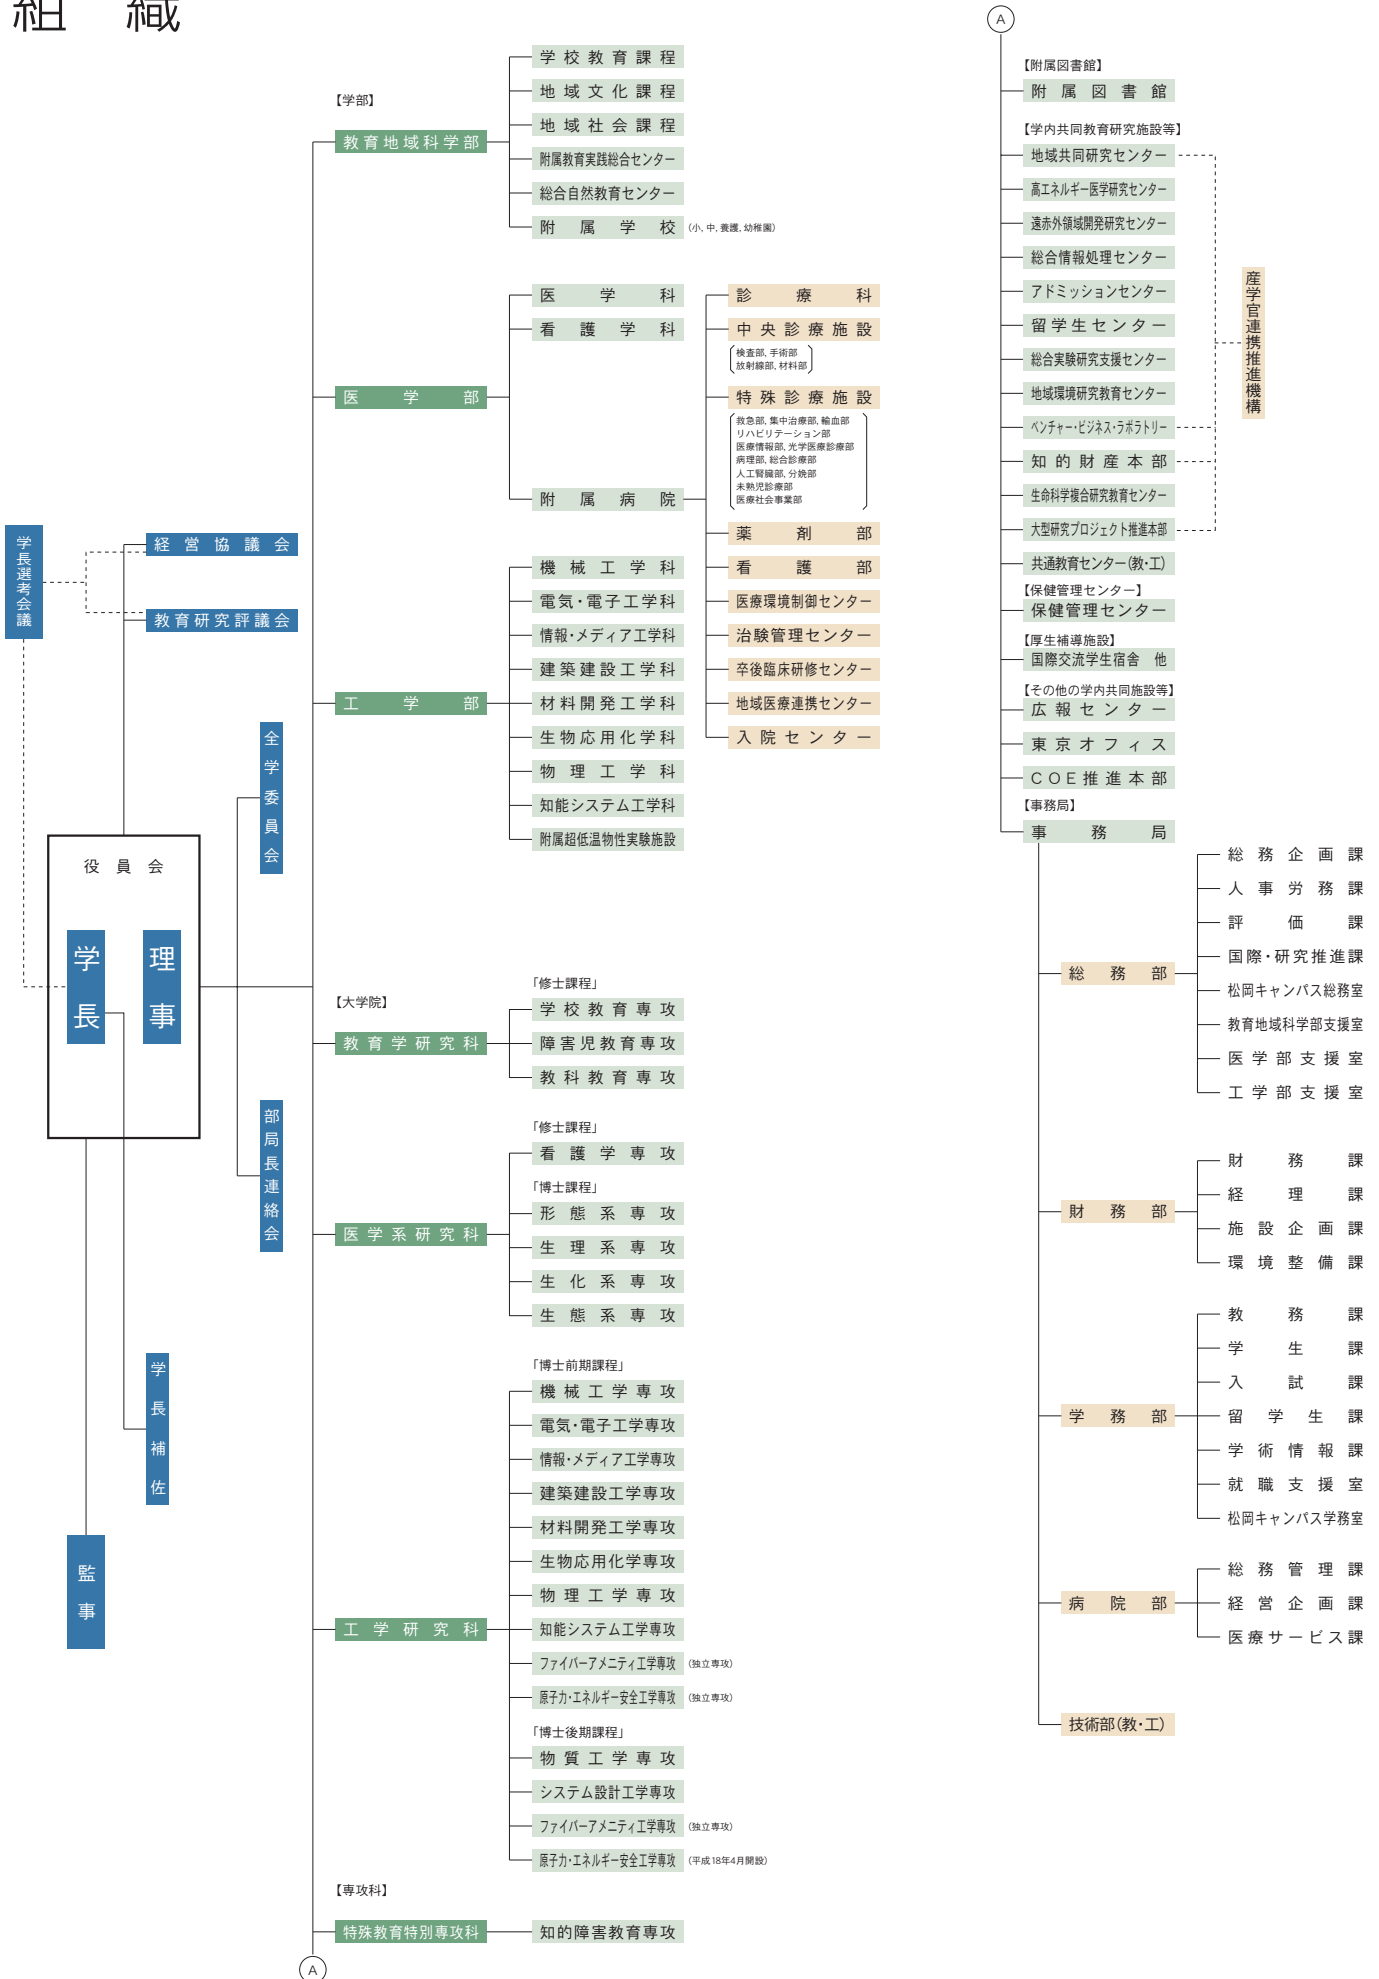 組織
学長選考会議
経営協議会
教育研究評議会
全学委員会
役員会
学長
理事
部局長連絡会
学長補佐
監事
【学部】
教育地域科学部
学校教育課程
地域文化課程
地域社会課程
附属教育実践総合センター
総合自然教育センター
附属学校 (小, 中, 養護, 幼稚園)
医学部
医学科
看護学科
附属病院
診療科
中央診療施設
検査部, 手術部
放射線部, 材料部
特殊診療施設
救急部, 集中治療部, 輸血部
リハビリテーション部
医療情報部, 光学医療診療部
病理部, 総合診療部
人工腎臓部, 分娩部
未熟児診療部
医療社会事業部
薬剤部
看護部
医療環境制御センター
治験管理センター
卒後臨床研修センター
地域医療連携センター
入院センター
工学部
機械工学科
電気・電子工学科
情報・メディア工学科
建築建設工学科
材料開発工学科
生物応用化学科
物理工学科
知能システム工学科
附属超低温物性実験施設
【大学院】
教育学研究科
「修士課程」
学校教育専攻
障害児教育専攻
教科教育専攻
医学系研究科
「修士課程」
看護学専攻
「博士課程」
形態系専攻
生理系専攻
生化系専攻
生態系専攻
工学研究科
「博士前期課程」
機械工学専攻
電気・電子工学専攻
情報・メディア工学専攻
建築建設工学専攻
材料開発工学専攻
生物応用化学専攻
物理工学専攻
知能システム工学専攻
ファイバーアメニティ工学専攻 (独立専攻)
原子力・エネルギー安全工学専攻 (独立専攻)
「博士後期課程」
物質工学専攻
システム設計工学専攻
ファイバーアメニティ工学専攻 (独立専攻)
原子力・エネルギー安全工学専攻 (平成18年4月開設)
【専攻科】
特殊教育特別専攻科
知的障害教育専攻
A
A
【附属図書館】
附属図書館
【学内共同教育研究施設等】
地域共同研究センター
高エネルギー医学研究センター
遠赤外領域開発研究センター
総合情報処理センター
アドミッションセンター
留学生センター
総合実験研究支援センター
地域環境研究教育センター
ベンチャー・ビジネス・ラボラトリー
知的財産本部
生命科学複合研究教育センター
大型研究プロジェクト推進本部
共通教育センター(教・工)
産学官連携推進機構
【保健管理センター】
保健管理センター
【厚生補導施設】
国際交流学生宿舎 他
【その他の学内共同施設等】
広報センター
東京オフィス
COE推進本部
【事務局】
事務局
総務部
総務企画課
人事労務課
評価課
国際・研究推進課
松岡キャンパス総務室
教育地域科学部支援室
医学部支援室
工学部支援室
財務部
財務課
経理課
施設企画課
環境整備課
学務部
教務課
学生課
入試課
留学生課
学術情報課
就職支援室
松岡キャンパス学務室
病院部
総務管理課
経営企画課
医療サービス課
技術部(教・工)